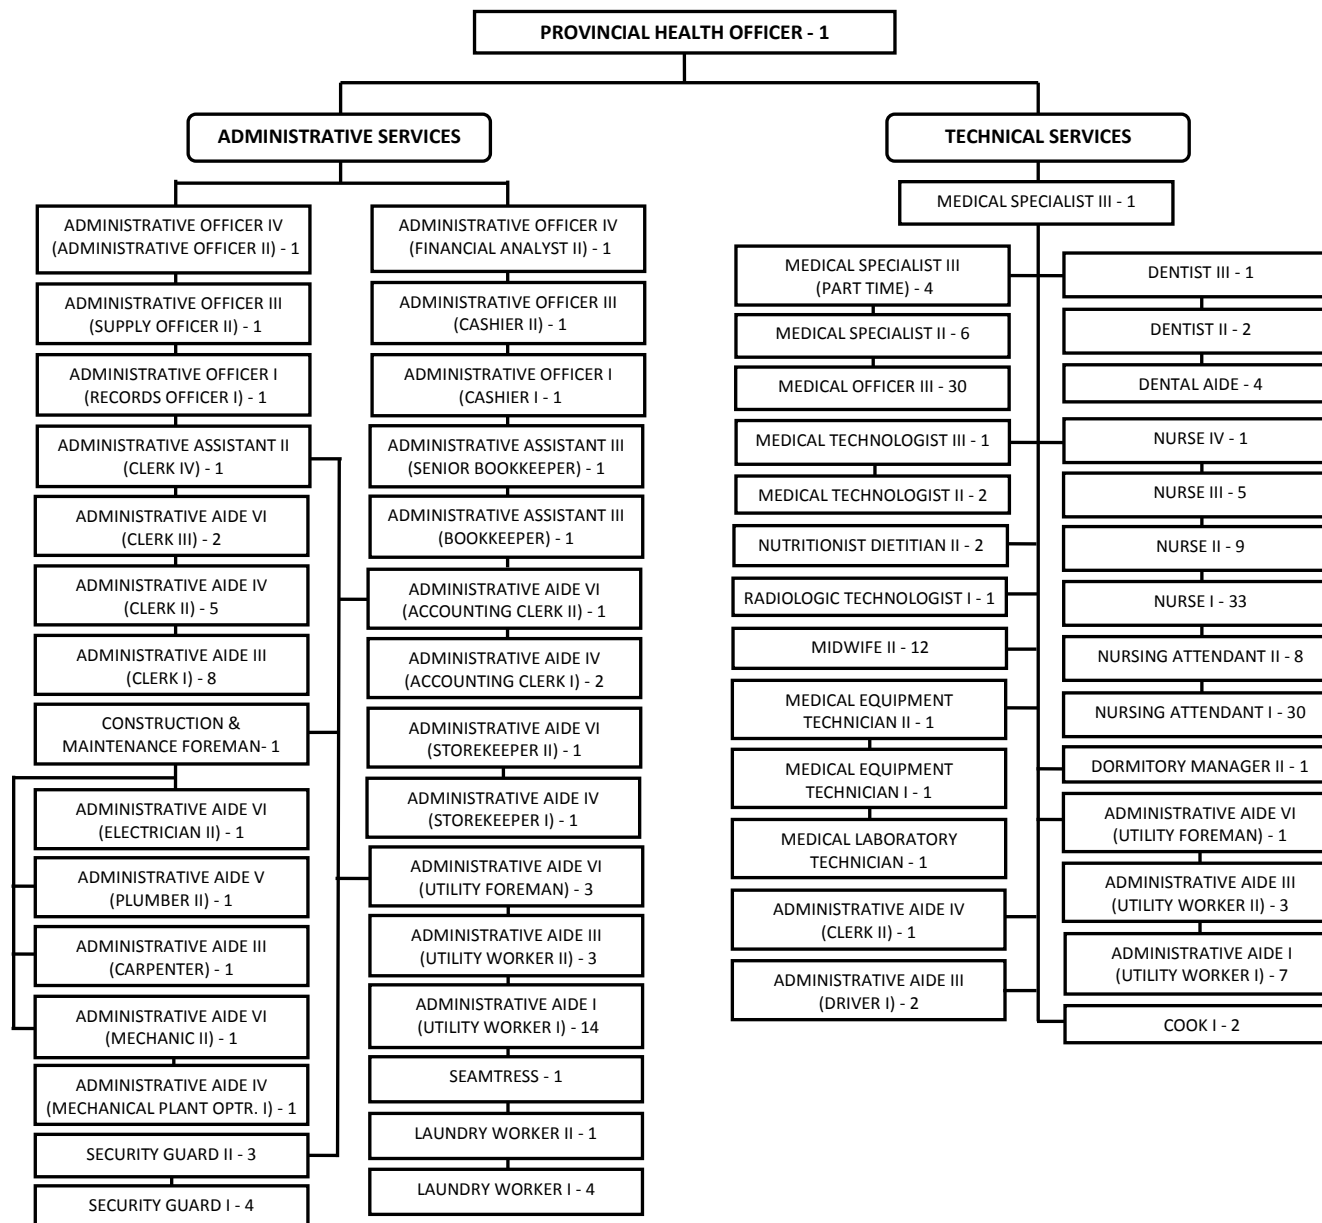 PROVINCIAL HEALTH OFFICER - 1
ADMINISTRATIVE SERVICES
ADMINISTRATIVE OFFICER IV
(ADMINISTRATIVE OFFICER II) - 1
ADMINISTRATIVE OFFICER III
(SUPPLY OFFICER II) - 1
ADMINISTRATIVE OFFICER I
(RECORDS OFFICER I) - 1
ADMINISTRATIVE ASSISTANT II
(CLERK IV) - 1
ADMINISTRATIVE AIDE VI
(CLERK III) - 2
ADMINISTRATIVE AIDE IV
(CLERK II) - 5
ADMINISTRATIVE AIDE III
(CLERK I) - 8
CONSTRUCTION &
MAINTENANCE FOREMAN- 1
ADMINISTRATIVE AIDE VI
(ELECTRICIAN II) - 1
ADMINISTRATIVE AIDE V
(PLUMBER II) - 1
ADMINISTRATIVE AIDE III
(CARPENTER) - 1
ADMINISTRATIVE AIDE VI
(MECHANIC II) - 1
ADMINISTRATIVE AIDE IV
(MECHANICAL PLANT OPTR. I) - 1
SECURITY GUARD II - 3
SECURITY GUARD I - 4
ADMINISTRATIVE OFFICER IV
(FINANCIAL ANALYST II) - 1
ADMINISTRATIVE OFFICER III
(CASHIER II) - 1
ADMINISTRATIVE OFFICER I
(CASHIER I - 1
ADMINISTRATIVE ASSISTANT III
(SENIOR BOOKKEEPER) - 1
ADMINISTRATIVE ASSISTANT III
(BOOKKEEPER) - 1
ADMINISTRATIVE AIDE VI
(ACCOUNTING CLERK II) - 1
ADMINISTRATIVE AIDE IV
(ACCOUNTING CLERK I) - 2
ADMINISTRATIVE AIDE VI
(STOREKEEPER II) - 1
ADMINISTRATIVE AIDE IV
(STOREKEEPER I) - 1
ADMINISTRATIVE AIDE VI
(UTILITY FOREMAN) - 3
ADMINISTRATIVE AIDE III
(UTILITY WORKER II) - 3
ADMINISTRATIVE AIDE I
(UTILITY WORKER I) - 14
SEAMTRESS - 1
LAUNDRY WORKER II - 1
LAUNDRY WORKER I - 4
TECHNICAL SERVICES
MEDICAL SPECIALIST III - 1
MEDICAL SPECIALIST III
(PART TIME) - 4
MEDICAL SPECIALIST II - 6
MEDICAL OFFICER III - 30
MEDICAL TECHNOLOGIST III - 1
MEDICAL TECHNOLOGIST II - 2
NUTRITIONIST DIETITIAN II - 2
RADIOLOGIC TECHNOLOGIST I - 1
MIDWIFE II - 12
MEDICAL EQUIPMENT
TECHNICIAN II - 1
MEDICAL EQUIPMENT
TECHNICIAN I - 1
MEDICAL LABORATORY
TECHNICIAN - 1
ADMINISTRATIVE AIDE IV
(CLERK II) - 1
ADMINISTRATIVE AIDE III
(DRIVER I) - 2
DENTIST III - 1
DENTIST II - 2
DENTAL AIDE - 4
NURSE IV - 1
NURSE III - 5
NURSE II - 9
NURSE I - 33
NURSING ATTENDANT II - 8
NURSING ATTENDANT I - 30
DORMITORY MANAGER II - 1
ADMINISTRATIVE AIDE VI
(UTILITY FOREMAN) - 1
ADMINISTRATIVE AIDE III
(UTILITY WORKER II) - 3
ADMINISTRATIVE AIDE I
(UTILITY WORKER I) - 7
COOK I - 2